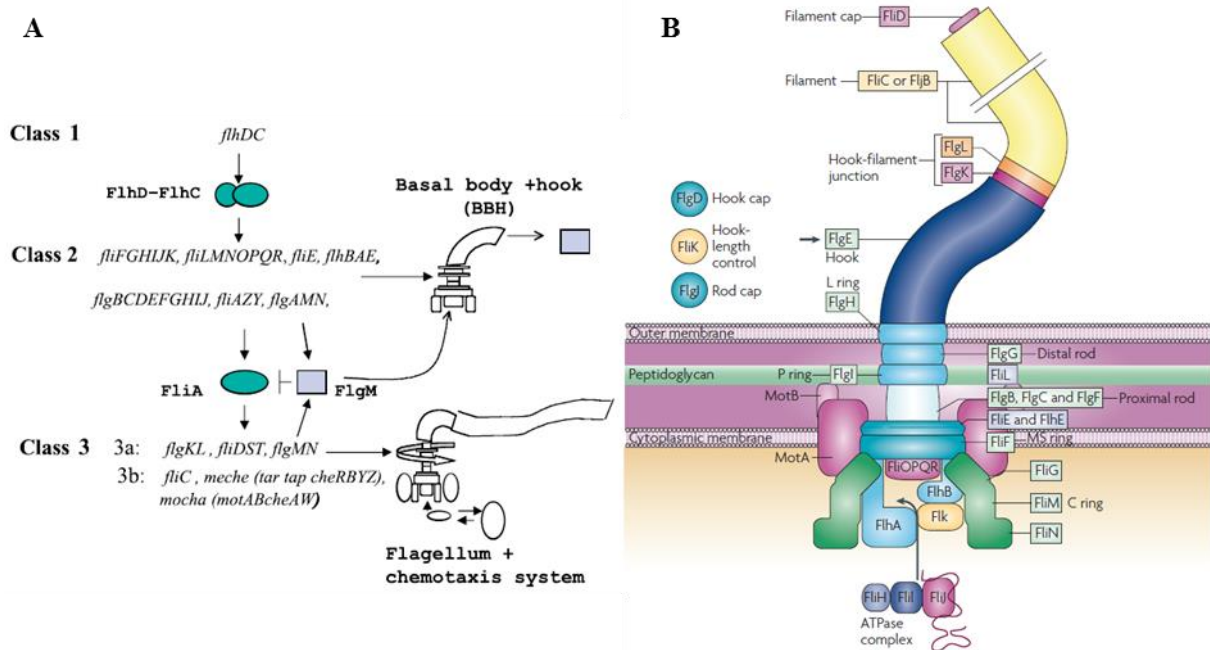 A
Class 1
flhDC
FlhD-FlhC
Class 2
fliFGHIJK, fliLMNOPQR, fliE, flhBAE,
flgBCDEFGHIJ, fliAZY, flgAMN,
Basal body +hook
(BBH)
FliA
FlgM
Class 3
3a:
flgKL , fliDST, flgMN
3b:
fliC , meche (tar tap cheRBYZ),
mocha (motABcheAW)
Flagellum +
chemotaxis system
B
Filament cap
FliD
Filament
FliC or FljB
Hook-filament
junction
FlgL
FlgK
FlgD
Hook cap
FliK
Hook-
length
control
FlgJ
Rod cap
FlgE
Hook
L ring
FlgH
Outer membrane
FlgG
Distal rod
Peptidoglycan
P ring
FlgI
FliL
MotB
FlgB, FlgC and FlgF
Proximal rod
FliE and FlhE
Cytoplasmic membrane
FliF
MS ring
MotA
FliOPQR
FliG
FlhB
FliM
C ring
FlhA
Flk
FliN
FliH
FliI
FliJ
ATPase
complex